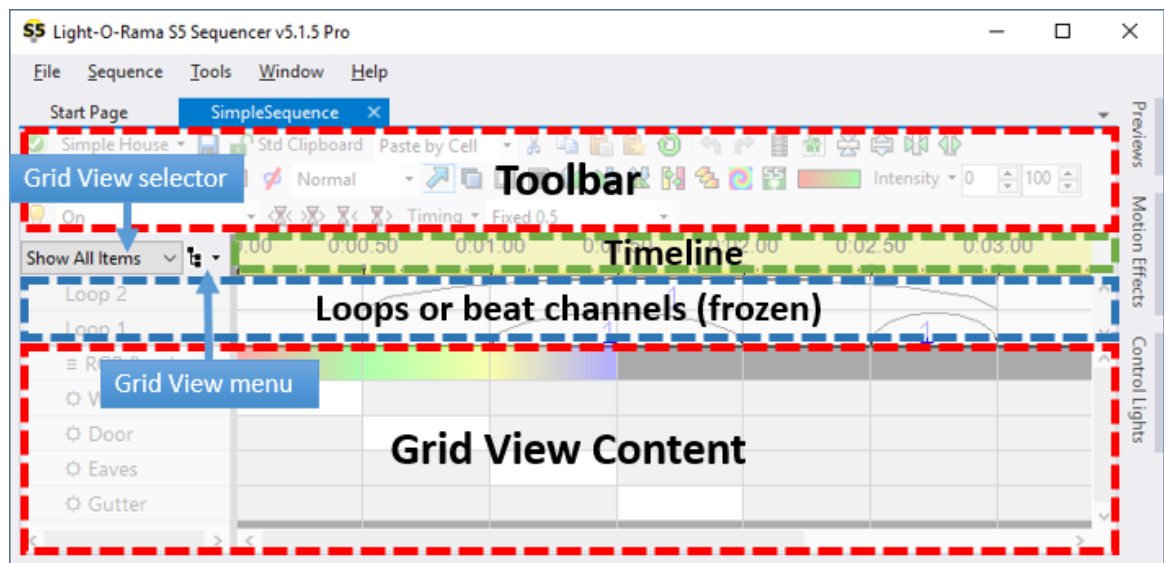 S5 Light-O-Rama S5 Sequencer v5.1.5 Pro
File Sequence Tools Window Help
Start Page SimpleSequence ×
Simple House Std Clipboard Paste by Cell
Toolbar
Grid View selector
Normal Intensity 0 100
On Timing Fixed 0.5
Show All Items
.00 0:00.50 0:01.00 0:02.00 0:02.50 0:03.00
Timeline
Loop 2 1
Loops or beat channels (frozen)
Loop 1 1 1
Grid View menu
Door
Grid View Content
Eaves
Gutter
Previews
Motion Effects
Control Lights